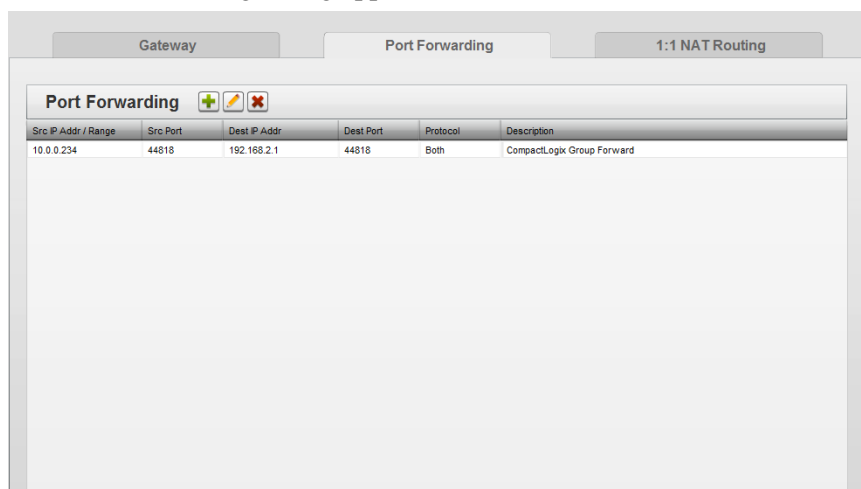 Gateway Port Forwarding 1:1 NAT Routing
Port Forwarding
Src IP Addr / Range Src Port Dest IP Addr Dest Port Protocol Description
10.0.0.234 44818 192.168.2.1 44818 Both CompactLogix Group Forward